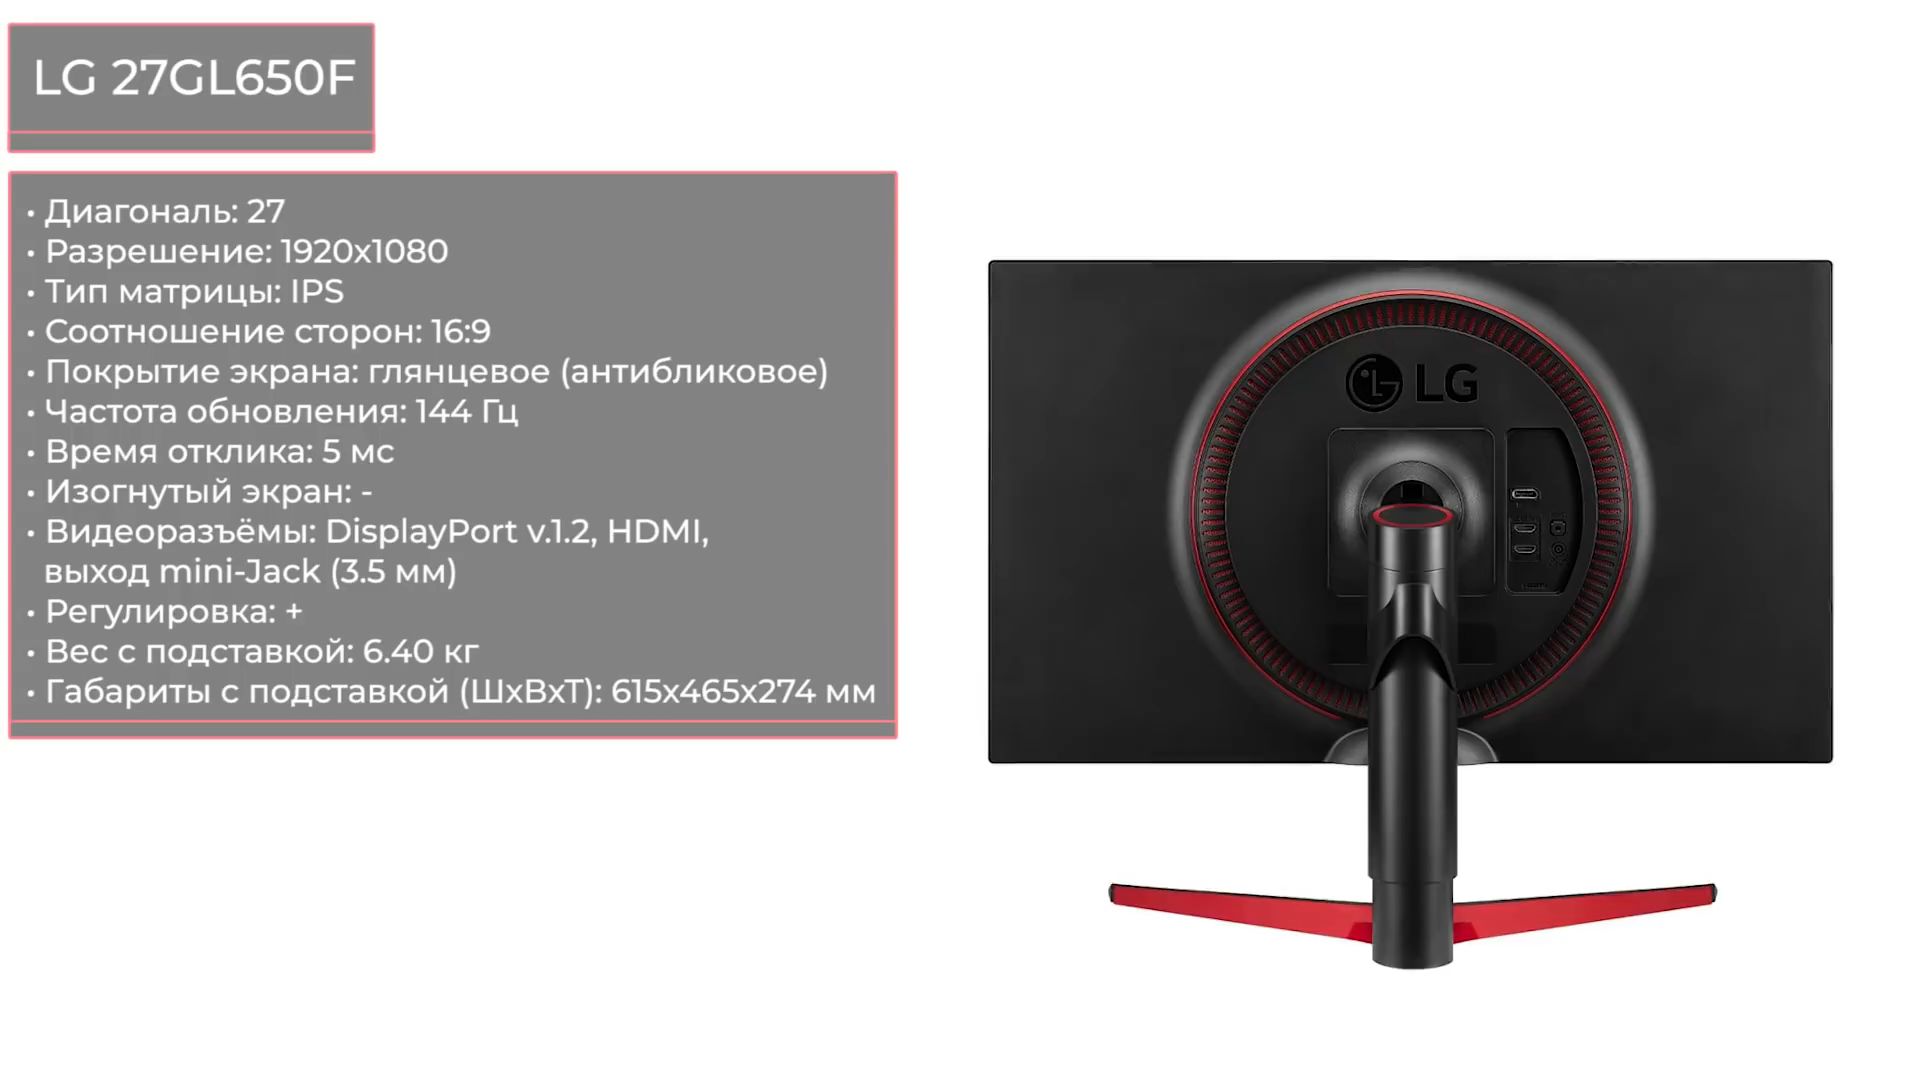 LG 27GL650F
• Диагональ: 27
• Разрешение: 1920x1080
• Тип матрицы: IPS
• Соотношение сторон: 16:9
• Покрытие экрана: глянцевое (антибликовое)
• Частота обновления: 144 Гц
• Время отклика: 5 мс
• Изогнутый экран: -
• Видеоразъёмы: DisplayPort v.1.2, HDMI,
выход mini-Jack (3.5 мм)
• Регулировка: +
• Вес с подставкой: 6.40 кг
• Габариты с подставкой (ШxВxТ): 615x465x274 мм
LG